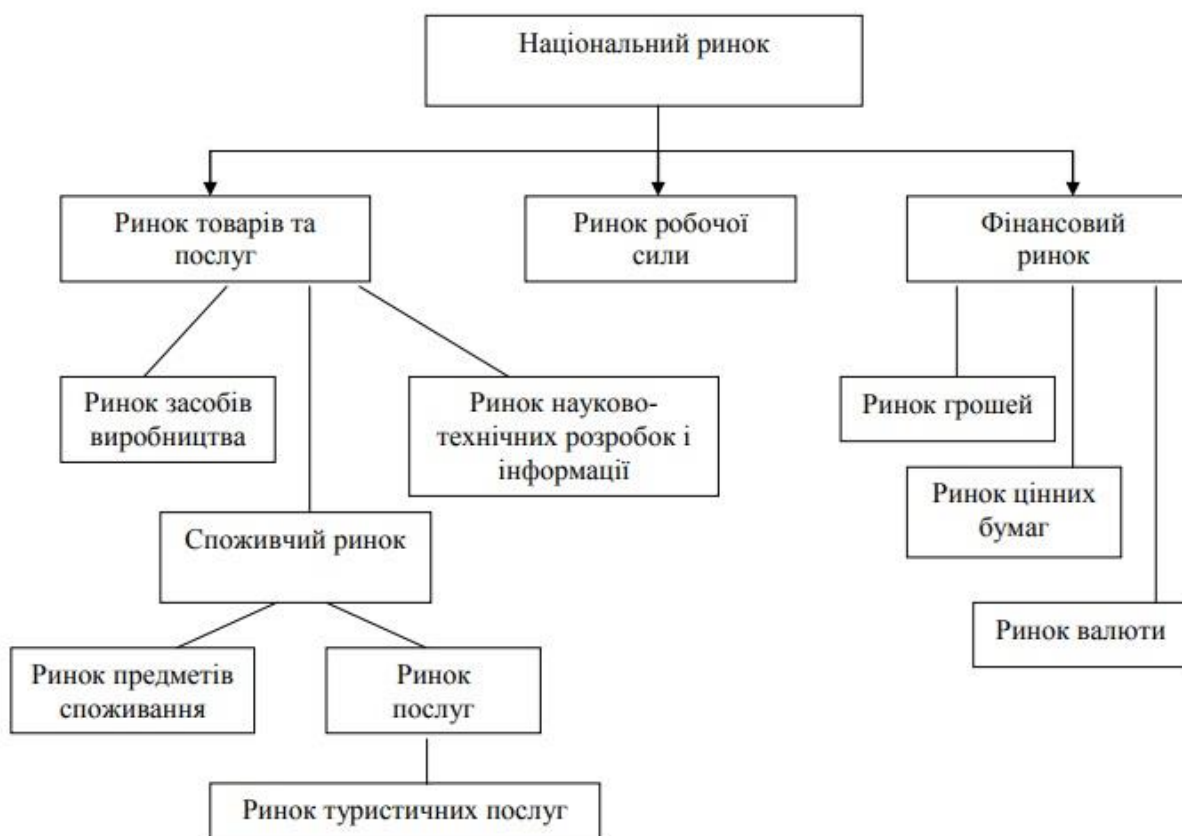 Національний ринок
Ринок товарів та
послуг
Ринок робочої
сили
Фінансовий
ринок
Ринок засобів
виробництва
Ринок науково-
технічних розробок і
інформації
Ринок грошей
Ринок цінних
бумаг
Споживчий ринок
Ринок валюти
Ринок предметів
споживання
Ринок
послуг
Ринок туристичних послуг